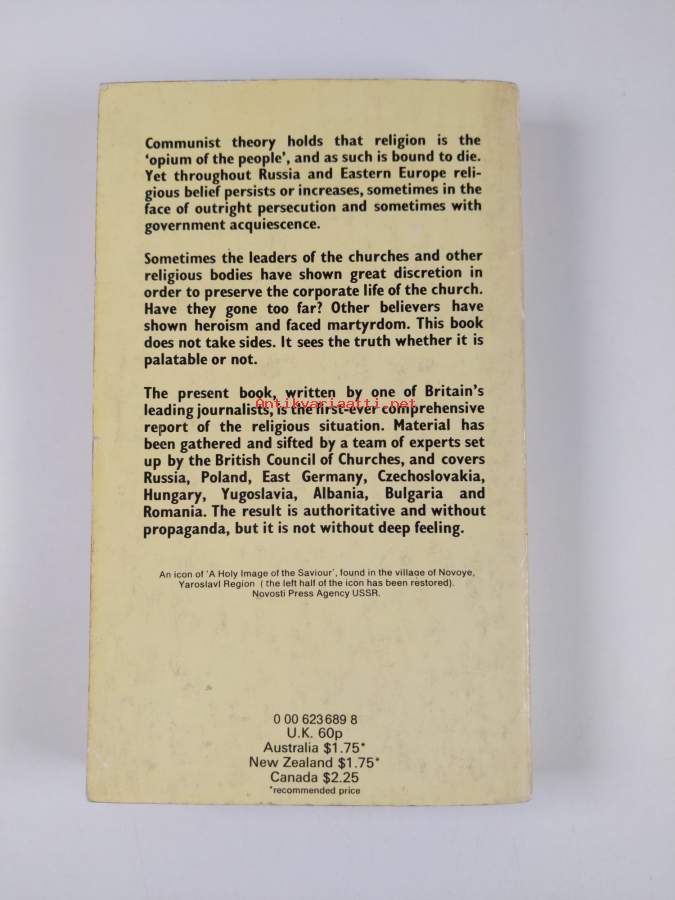 Communist theory holds that religion is the
'opium of the people', and as such is bound to die.
Yet throughout Russia and Eastern Europe reli-
gious belief persists or increases, sometimes in the
face of outright persecution and sometimes with
government acquiescence.
Sometimes the leaders of the churches and other
religious bodies have shown great discretion in
order to preserve the corporate life of the church.
Have they gone too far? Other believers have
shown heroism and faced martyrdom. This book
does not take sides. It sees the truth whether it is
palatable or not.
The present book, written by one of Britain's
Antikvariaatti.net
leading journalists, is the first-ever comprehensive
report of the religious situation. Material has
been gathered and sifted by a team of experts set
up by the British Council of Churches, and covers
Russia, Poland, East Germany, Czechoslovakia,
Hungary, Yugoslavia, Albania, Bulgaria and
Romania. The result is authoritative and without
propaganda, but it is not without deep feeling.
An icon of 'A Holy Image of the Saviour', found in the village of Novoye,
Yaroslavl Region ( the left half of the icon has been restored).
Novosti Press Agency USSR.
0 00 623689 8
U.K. 60p
Australia $1.75*
New Zealand $1.75*
Canada $2.25
*recommended price